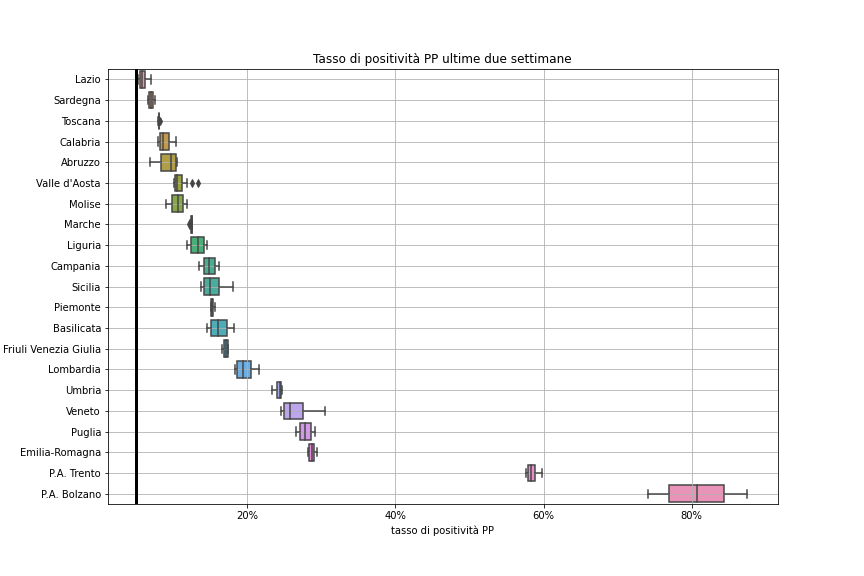 Tasso di positività PP ultime due settimane
Lazio
Sardegna
Toscana
Calabria
Abruzzo
Valle d'Aosta
Molise
Marche
Liguria
Campania
Sicilia
Piemonte
Basilicata
Friuli Venezia Giulia
Lombardia
Umbria
Veneto
Puglia
Emilia-Romagna
P.A. Trento
P.A. Bolzano
20% 40% 60% 80%
tasso di positività PP